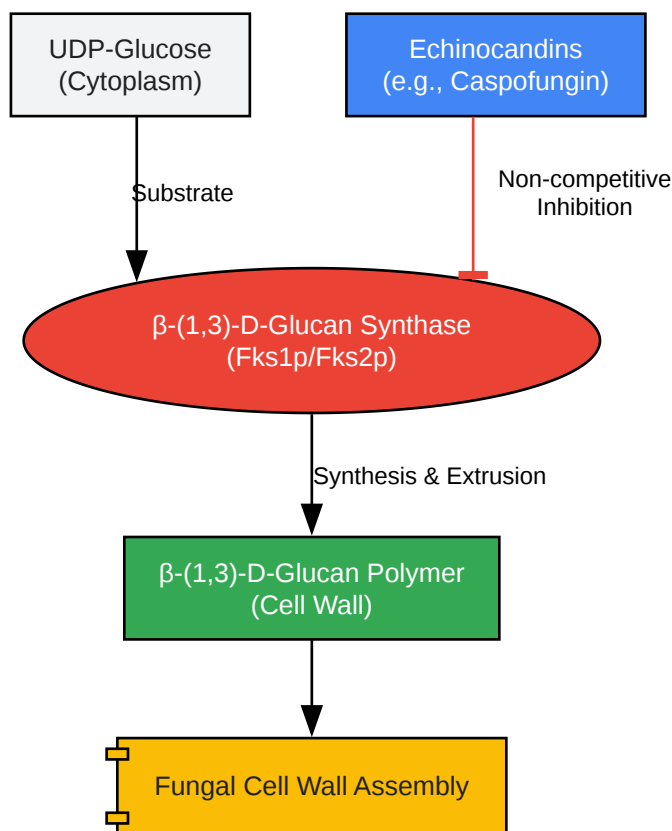 UDP-Glucose
(Cytoplasm)
Echinocandins
(e.g., Caspofungin)
Substrate
Non-competitive
Inhibition
β-(1,3)-D-Glucan Synthase
(Fks1p/Fks2p)
Synthesis & Extrusion
β-(1,3)-D-Glucan Polymer
(Cell Wall)
Fungal Cell Wall Assembly